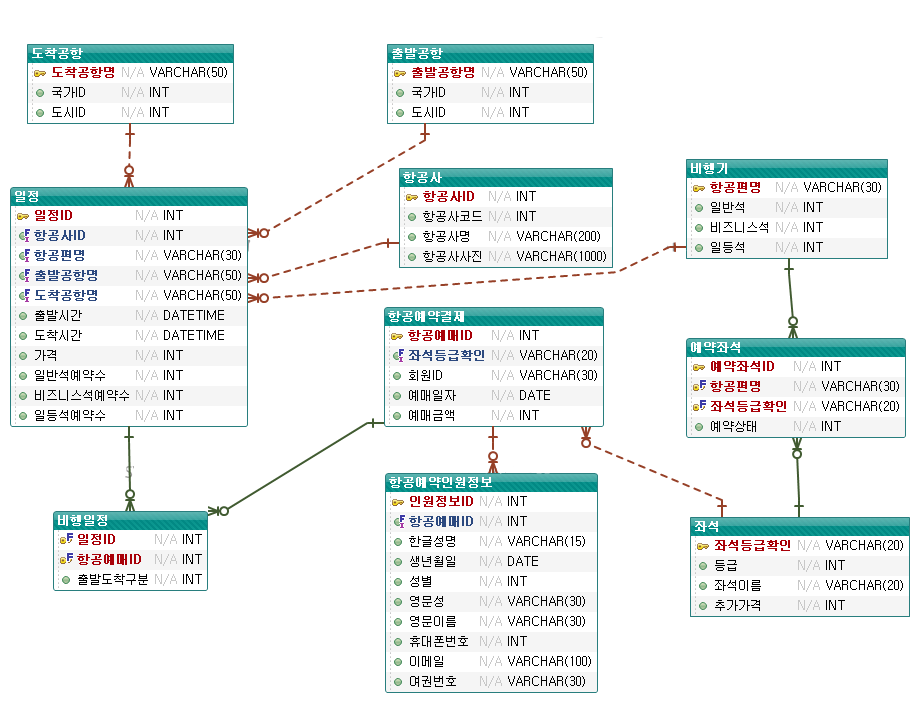 도착공항
도착공항명 N/A VARCHAR(50)
국가ID N/A INT
도시ID N/A INT
출발공항
출발공항명 N/A VARCHAR(50)
국가ID N/A INT
도시ID N/A INT
일정
일정ID N/A INT
항공사ID N/A INT
항공편명 N/A VARCHAR(30)
출발공항명 N/A VARCHAR(50)
도착공항명 N/A VARCHAR(50)
출발시간 N/A DATETIME
도착시간 N/A DATETIME
가격 N/A INT
일반석예약수 N/A INT
비즈니스석예약수 N/A INT
일등석예약수 N/A INT
항공사
항공사ID N/A INT
항공사코드 N/A INT
항공사명 N/A VARCHAR(200)
항공사사진 N/A VARCHAR(1000)
비행기
항공편명 N/A VARCHAR(30)
일반석 N/A INT
비즈니스석 N/A INT
일등석 N/A INT
항공예약결제
항공예매ID N/A INT
좌석등급확인 N/A VARCHAR(20)
회원ID N/A VARCHAR(30)
예매일자 N/A DATE
예매금액 N/A INT
예약좌석
예약좌석ID N/A INT
항공편명 N/A VARCHAR(30)
좌석등급확인 N/A VARCHAR(20)
예약상태 N/A INT
비행일정
일정ID N/A INT
항공예매ID N/A INT
출발도착구분 N/A INT
항공예약인원정보
인원정보ID N/A INT
항공예매ID N/A INT
한글성명 N/A VARCHAR(15)
생년월일 N/A DATE
성별 N/A INT
영문성 N/A VARCHAR(30)
영문이름 N/A VARCHAR(30)
휴대폰번호 N/A INT
이메일 N/A VARCHAR(100)
여권번호 N/A VARCHAR(30)
좌석
좌석등급확인 N/A VARCHAR(20)
등급 N/A INT
좌석이름 N/A VARCHAR(20)
추가가격 N/A INT